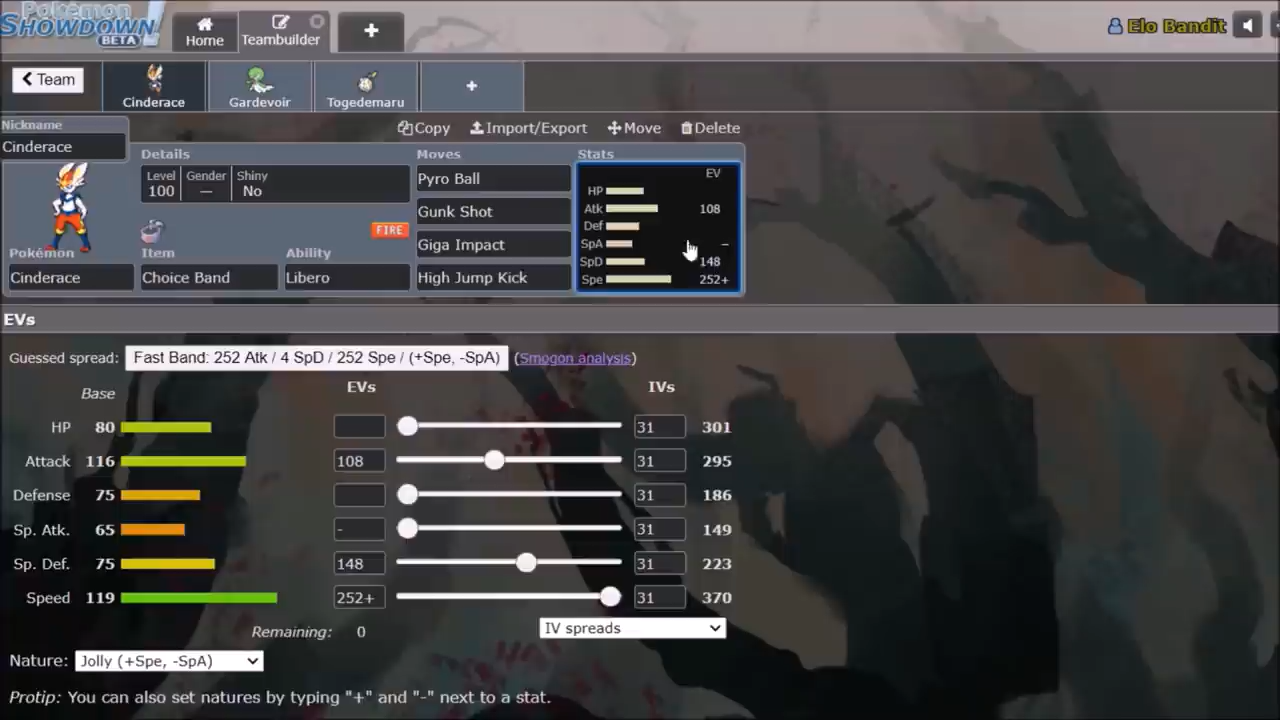 Pokémon
SHOWDOWN!
BETA
Home
Teambuilder
+
Elo Bandit
Team
Cinderace
Gardevoir
Togedemaru
+
Copy Import/Export Move Delete
Nickname
Cinderace
Details
Level Gender Shiny
100 — No
FIRE
Pokémon Item Ability
Cinderace Choice Band Libero
Moves
Pyro Ball
Gunk Shot
Giga Impact
High Jump Kick
Stats
EV
HP
Atk 108
Def
SpA –
SpD 148
Spe 252+
EVs
Guessed spread: Fast Band: 252 Atk / 4 SpD / 252 Spe / (+Spe, -SpA) (Smogon analysis)
Base EVs IVs
HP 80 31 301
Attack 116 108 31 295
Defense 75 31 186
Sp. Atk. 65 - 31 149
Sp. Def. 75 148 31 223
Speed 119 252+ 31 370
Remaining: 0 IV spreads
Nature: Jolly (+Spe, -SpA)
Protip: You can also set natures by typing "+" and "-" next to a stat.